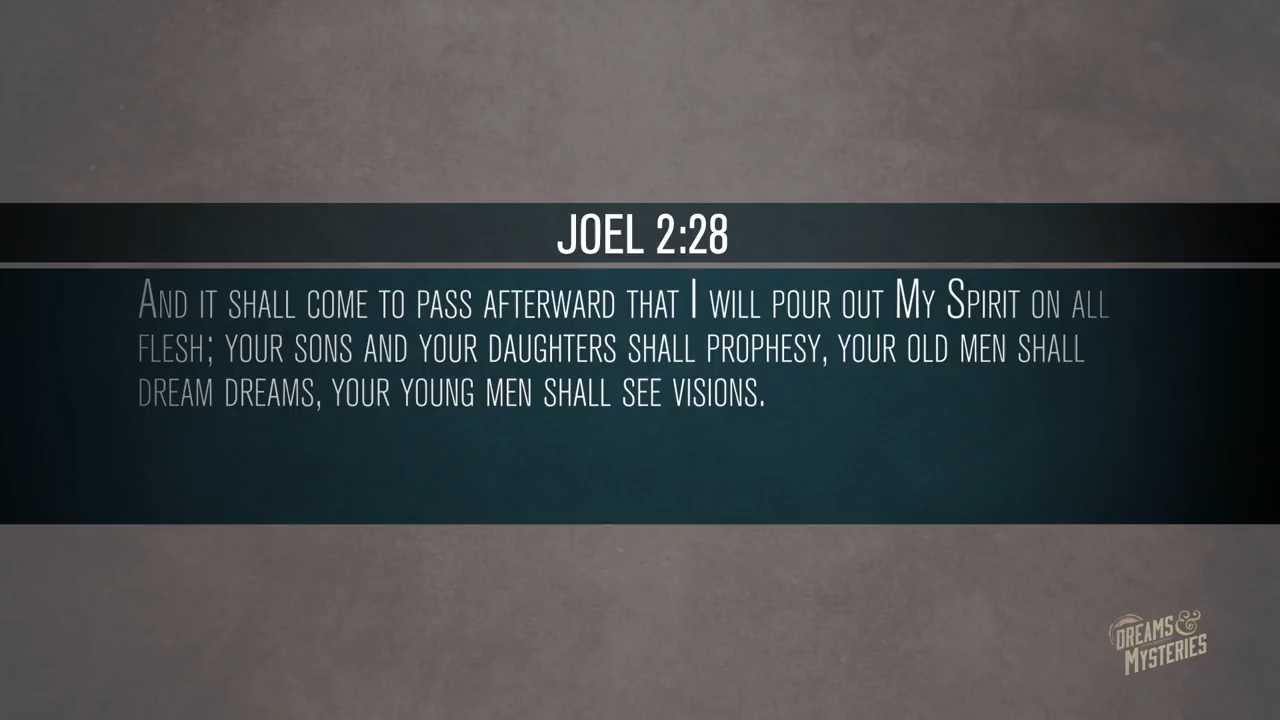 JOEL 2:28
And it shall come to pass afterward that I will pour out My Spirit on all
flesh; your sons and your daughters shall prophesy, your old men shall
dream dreams, your young men shall see visions.
DREAMS &
MYSTERIES